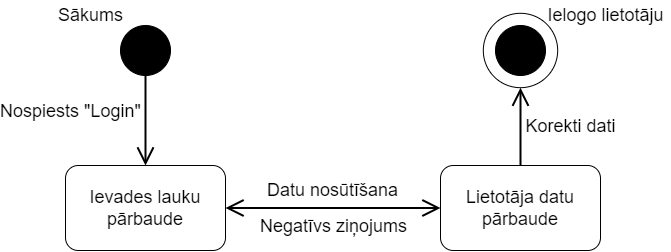 Sākums
Ielogo lietotāju
Nospiests "Login"
Korekti dati
Ievades lauku
pārbaude
Datu nosūtīšana
Negatīvs ziņojums
Lietotāja datu
pārbaude